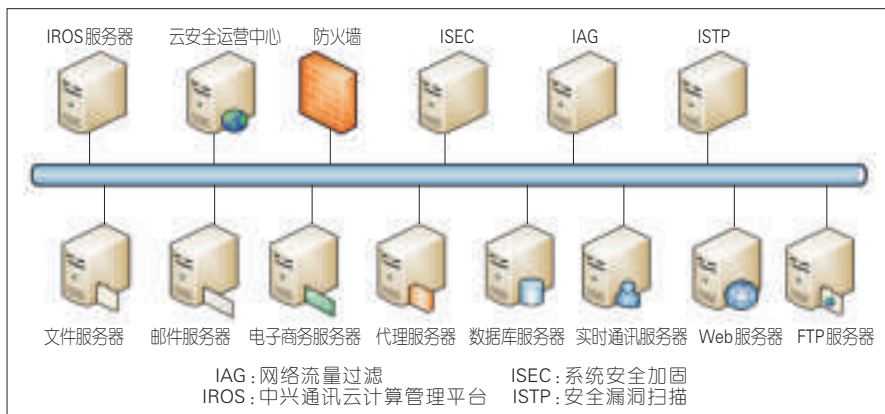 IROS服务器 云安全运营中心 防火墙 ISEC IAG ISTP
文件服务器 邮件服务器 电子商务服务器 代理服务器 数据库服务器 实时通讯服务器 Web服务器 FTP服务器
IAG:网络流量过滤 ISEC:系统安全加固
IROS:中兴通讯云计算管理平台 ISTP:安全漏洞扫描